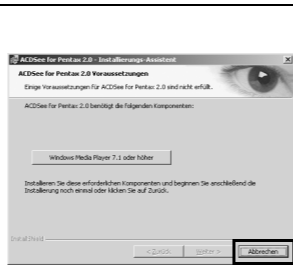 ACDSee for Pentax 2.0 - Installierungs-Assistent
ACDSee for Pentax 2.0 Voraussetzungen
Einige Voraussetzungen für ACDSee for Pentax 2.0 sind nicht erfüllt.
ACDSee for Pentax 2.0 benötigt die folgenden Komponenten:
Windows Media Player 7.1 oder höher
Installieren Sie diese erforderlichen Komponenten und beginnen Sie anschließend die
Installierung noch einmal oder klicken Sie auf Zurück.
InstallShield
< Zurück Weiter > Abbrechen